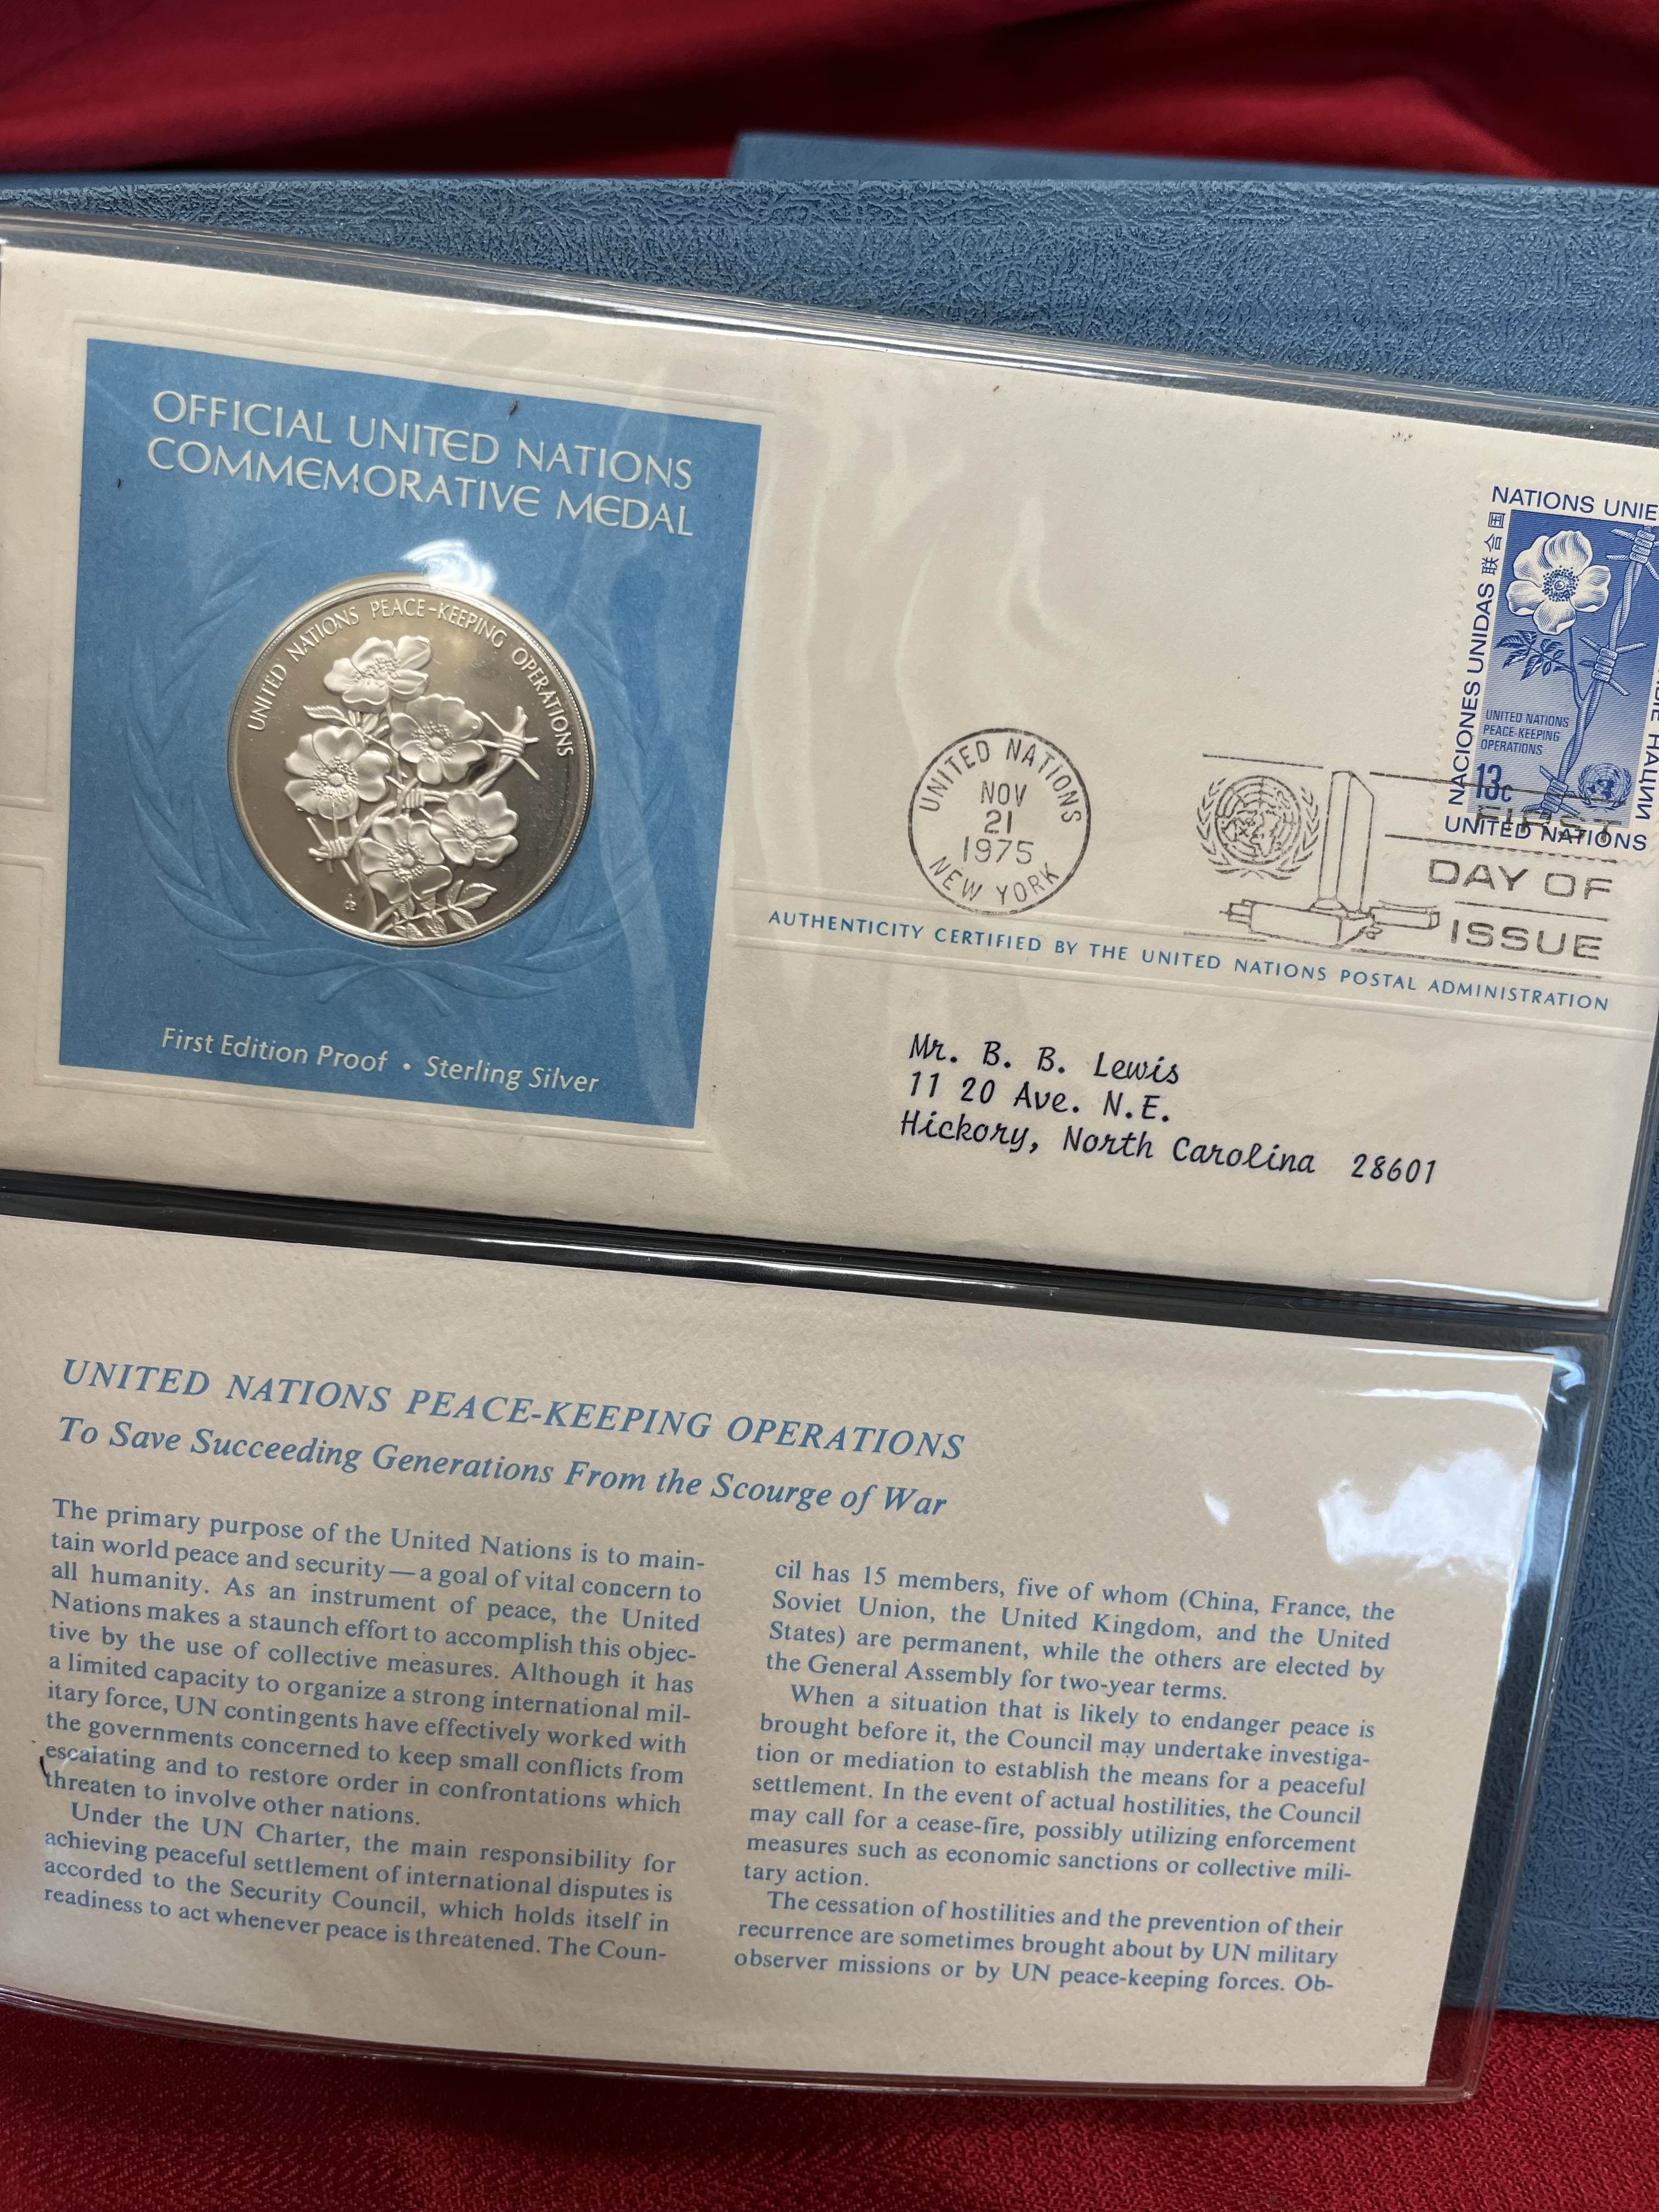 OFFICIAL UNITED NATIONS
COMMEMORATIVE MEDAL
UNITED NATIONS PEACE-KEEPING OPERATIONS
First Edition Proof • Sterling Silver
NATIONS UNIE
NACIONES UNIDAS 联合国
НАЦИИ
UNITED NATIONS
PEACE-KEEPING
OPERATIONS
13c
UNITED NATIONS
UNITED NATIONS
NOV
21
1975
NEW YORK
FIRST
DAY OF
ISSUE
AUTHENTICITY CERTIFIED BY THE UNITED NATIONS POSTAL ADMINISTRATION
Mr. B. B. Lewis
11 20 Ave. N.E.
Hickory, North Carolina 28601
UNITED NATIONS PEACE-KEEPING OPERATIONS
To Save Succeeding Generations From the Scourge of War
The primary purpose of the United Nations is to main-
tain world peace and security—a goal of vital concern to
all humanity. As an instrument of peace, the United
Nations makes a staunch effort to accomplish this objec-
tive by the use of collective measures. Although it has
a limited capacity to organize a strong international mil-
itary force, UN contingents have effectively worked with
the governments concerned to keep small conflicts from
escalating and to restore order in confrontations which
threaten to involve other nations.
Under the UN Charter, the main responsibility for
achieving peaceful settlement of international disputes is
accorded to the Security Council, which holds itself in
readiness to act whenever peace is threatened. The Coun-
cil has 15 members, five of whom (China, France, the
Soviet Union, the United Kingdom, and the United
States) are permanent, while the others are elected by
the General Assembly for two-year terms.
When a situation that is likely to endanger peace is
brought before it, the Council may undertake investiga-
tion or mediation to establish the means for a peaceful
settlement. In the event of actual hostilities, the Council
may call for a cease-fire, possibly utilizing enforcement
measures such as economic sanctions or collective mili-
tary action.
The cessation of hostilities and the prevention of their
recurrence are sometimes brought about by UN military
observer missions or by UN peace-keeping forces. Ob-